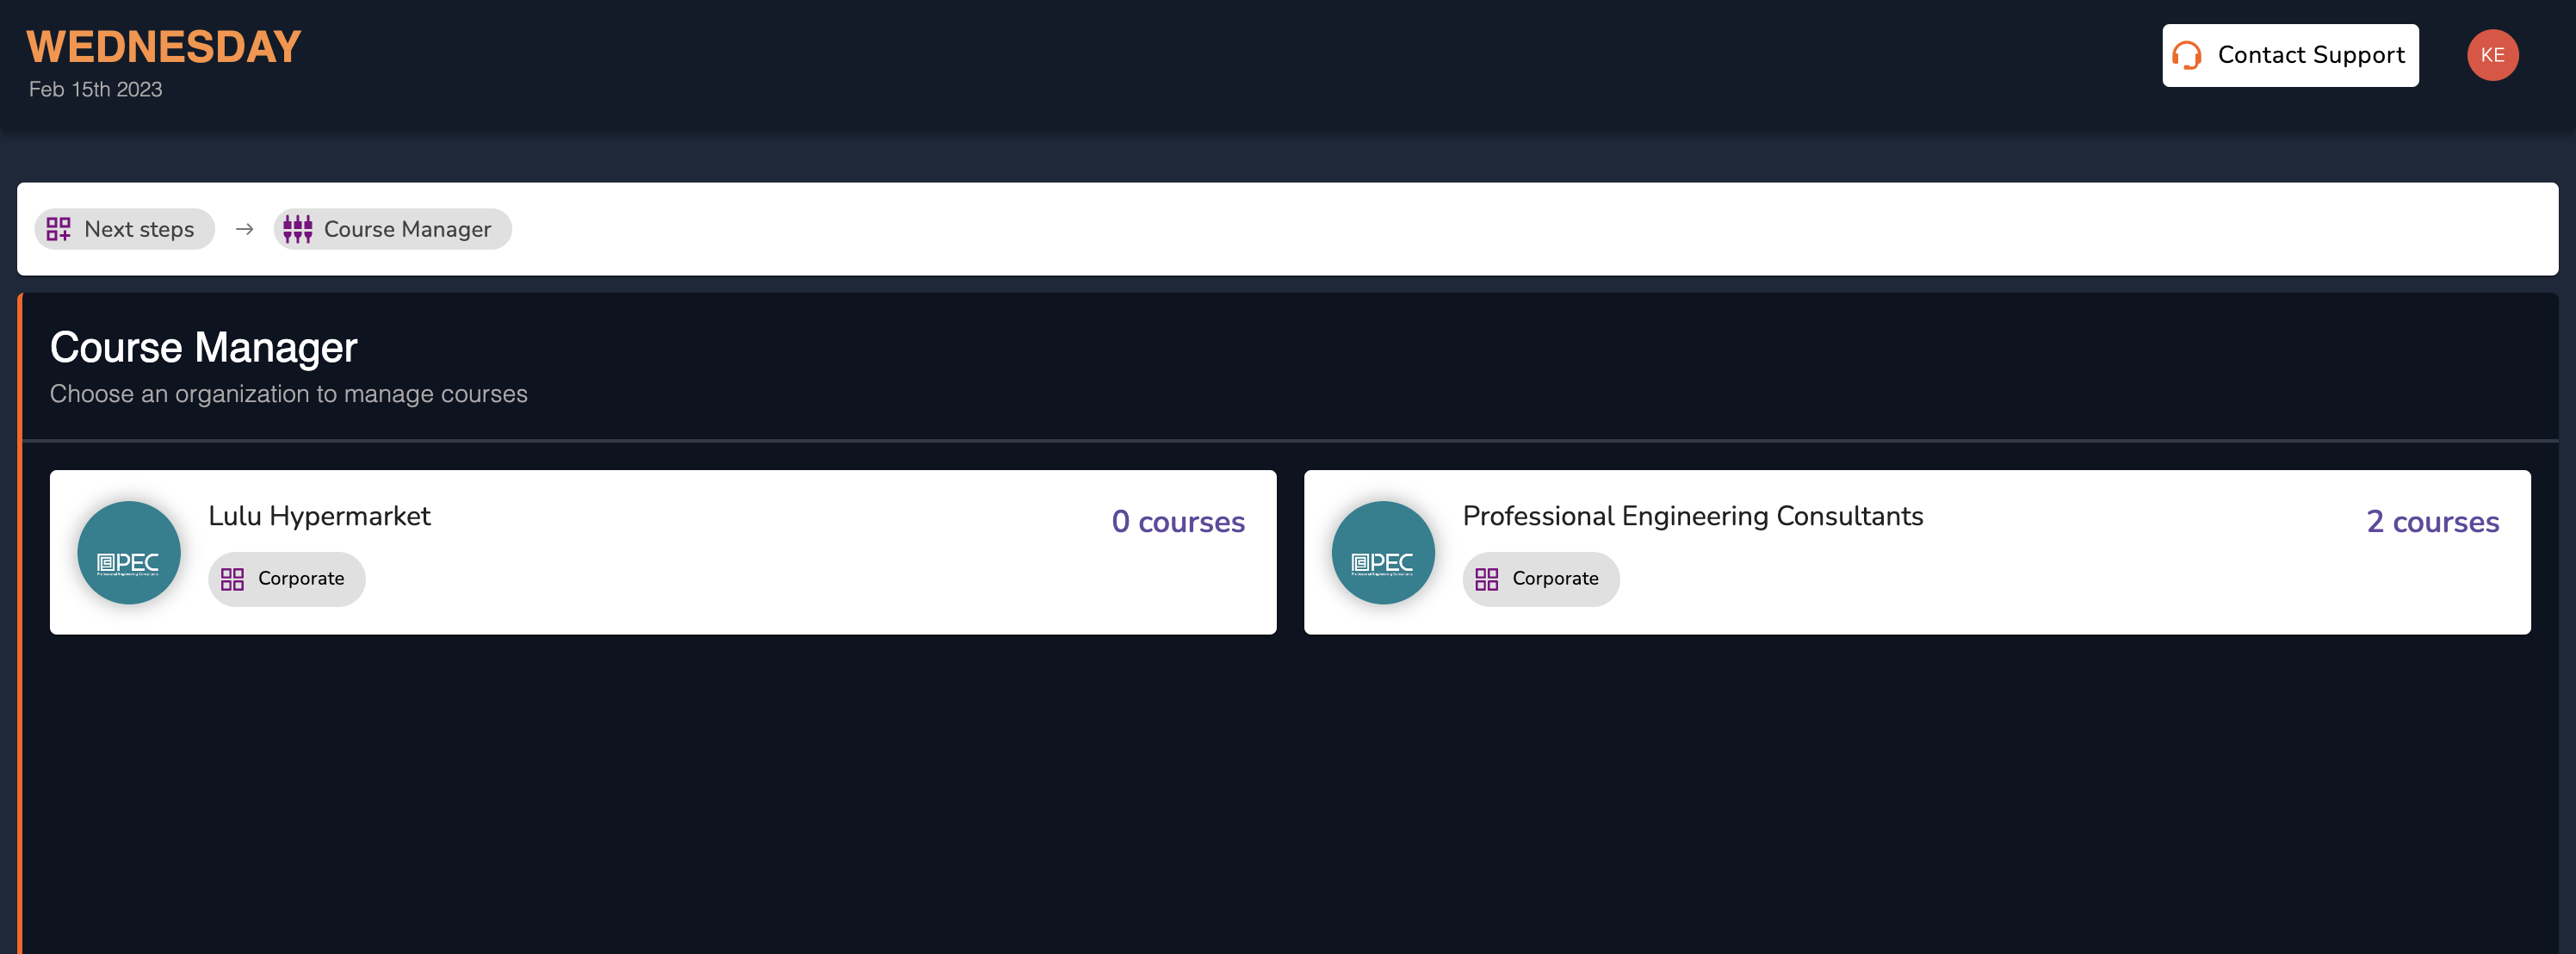 WEDNESDAY
Feb 15th 2023
Contact Support
KE
Next steps → Course Manager
Course Manager
Choose an organization to manage courses
Lulu Hypermarket
0 courses
PEC
Corporate
Professional Engineering Consultants
2 courses
PEC
Corporate